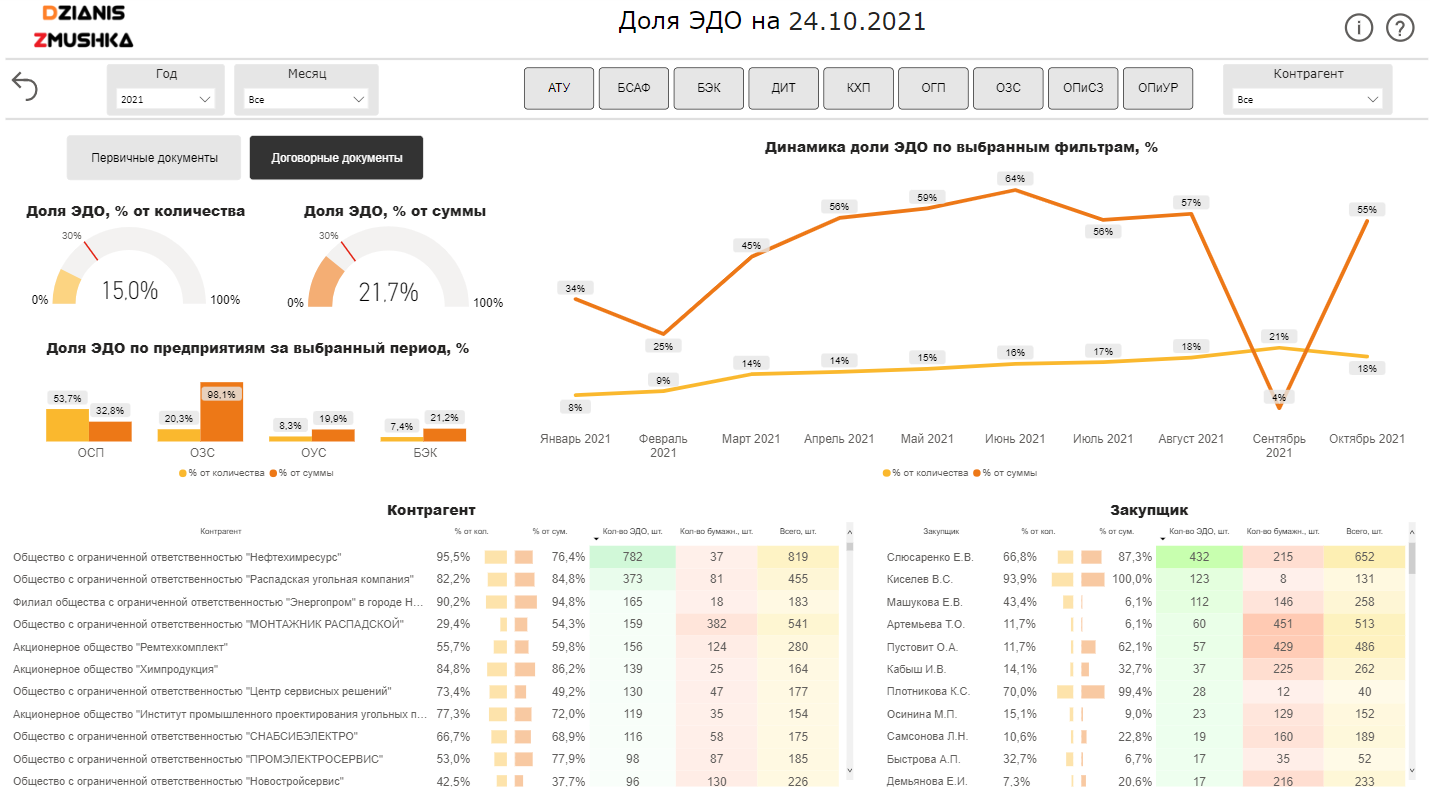 DZIANIS
ZMUSHKA
Доля ЭДО на 24.10.2021
i ?
Год
2021
Месяц
Все
АТУ БСАФ БЭК ДИТ КХП ОГП ОЗС ОПиСЗ ОПиУР
Контрагент
Все
Первичные документы Договорные документы
Доля ЭДО, % от количества
30%
0% 15,0% 100%
Доля ЭДО, % от суммы
30%
0% 21,7% 100%
Доля ЭДО по предприятиям за выбранный период, %
53,7% 32,8% 20,3% 98,1% 8,3% 19,9% 7,4% 21,2%
ОСП ОЗС ОУС БЭК
% от количества % от суммы
Динамика доли ЭДО по выбранным фильтрам, %
34% 25% 45% 56% 59% 64% 56% 57% 4% 55%
8% 9% 14% 14% 15% 16% 17% 18% 21% 18%
Январь 2021 Февраль 2021 Март 2021 Апрель 2021 Май 2021 Июнь 2021 Июль 2021 Август 2021 Сентябрь 2021 Октябрь 2021
% от количества % от суммы
Контрагент
Контрагент % от кол. % от сум. Кол-во ЭДО, шт. Кол-во бумажн., шт. Всего, шт.
Общество с ограниченной ответственностью "Нефтехимресурс" 95,5% 76,4% 782 37 819
Общество с ограниченной ответственностью "Распадская угольная компания" 82,2% 84,8% 373 81 455
Филиал общества с ограниченной ответственностью "Энергопром" в городе Н... 90,2% 94,8% 165 18 183
Общество с ограниченной ответственностью "МОНТАЖНИК РАСПАДСКОЙ" 29,4% 54,3% 159 382 541
Акционерное общество "Ремтехкомплект" 55,7% 59,8% 156 124 280
Акционерное общество "Химпродукция" 84,8% 86,2% 139 25 164
Общество с ограниченной ответственностью "Центр сервисных решений" 73,4% 49,2% 130 47 177
Акционерное общество "Институт промышленного проектирования угольных п... 77,3% 72,0% 119 35 154
Общество с ограниченной ответственностью "СНАБСИБЭЛЕКТРО" 66,7% 68,9% 116 58 175
Общество с ограниченной ответственностью "ПРОМЭЛЕКТРОСЕРВИС" 53,0% 77,9% 98 87 185
Общество с ограниченной ответственностью "Новостройсервис" 42,5% 37,7% 96 130 226
Закупщик
Закупщик % от кол. % от сум. Кол-во ЭДО, шт. Кол-во бумажн., шт. Всего, шт.
Слюсаренко Е.В. 66,8% 87,3% 432 215 652
Киселев В.С. 93,9% 100,0% 123 8 131
Машукова Е.В. 43,4% 6,1% 112 146 258
Артемьева Т.О. 11,7% 6,1% 60 451 513
Пустовит О.А. 11,7% 62,1% 57 429 486
Кабыш И.В. 14,1% 32,7% 37 225 262
Плотникова К.С. 70,0% 99,4% 28 12 40
Осинина М.П. 15,1% 9,0% 23 129 152
Самсонова Л.Н. 10,6% 22,8% 19 160 189
Быстрова А.П. 32,7% 6,7% 17 35 52
Демьянова Е.И. 7,3% 20,6% 17 216 233